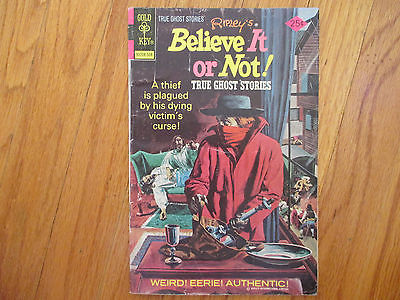 GOLD
KEY®
TRUE GHOST STORIES
Ripley's
25¢
Believe It
or Not!
TRUE GHOST STORIES
A thief
is plagued
by his dying
victim's
curse!
WEIRD! EERIE! AUTHENTIC!